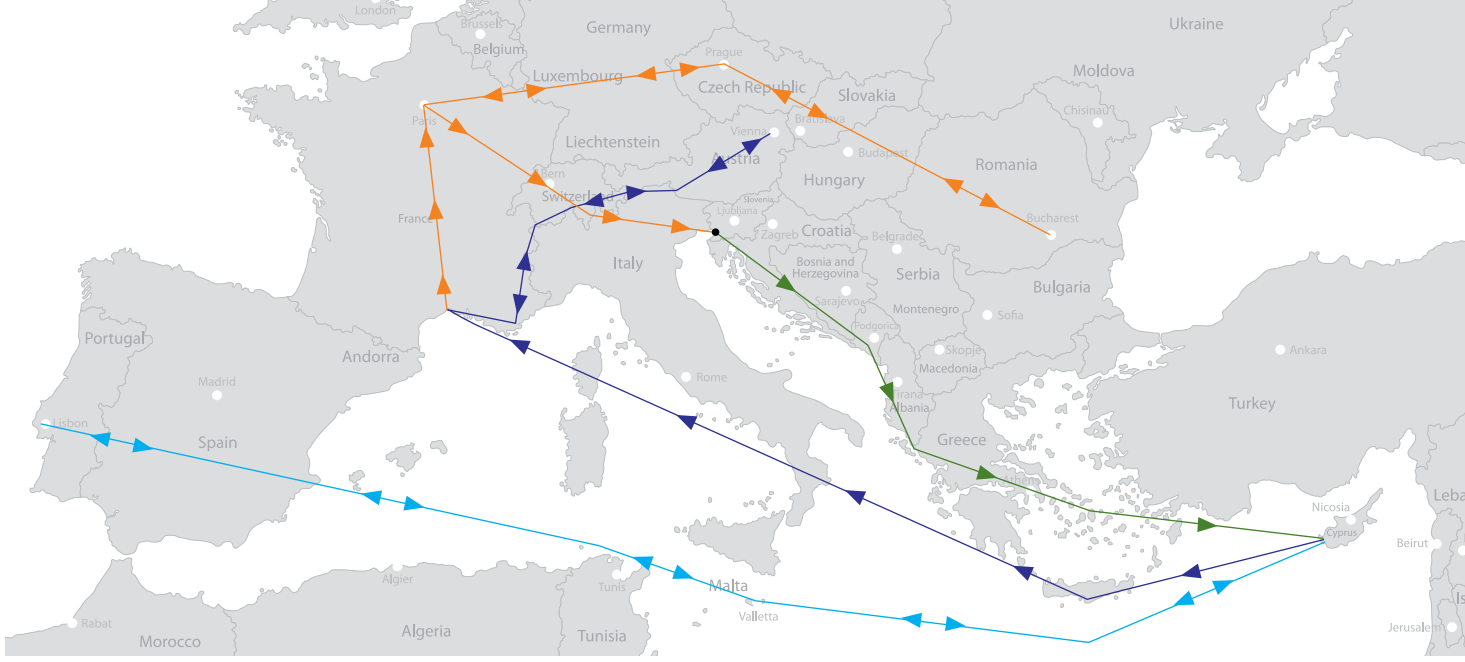 London
Ukraine
Brussels
Germany
Belgium
Prague
Moldova
Luxembourg
Czech Republic
Slovakia
Chisinau
Paris
Bratislava
Vienna
Liechtenstein
Budapest
Austria
Romania
Bern
Hungary
Switzerland
Slovenia
Ljubljana
France
Bucharest
Zagreb
Croatia
Belgrade
Italy
Bosnia and
Herzegovina
Serbia
Bulgaria
Sarajevo
Montenegro
Sofia
Podgorica
Portugal
Skopje
Ankara
Andorra
Macedonia
Rome
Madrid
Tirana
Turkey
Albania
Lisbon
Spain
Greece
Athens
Leba
Nicosia
Cyprus
Beirut
Algier
Tunis
Malta
Is
Valletta
Rabat
Jerusalem
Algeria
Tunisia
Morocco